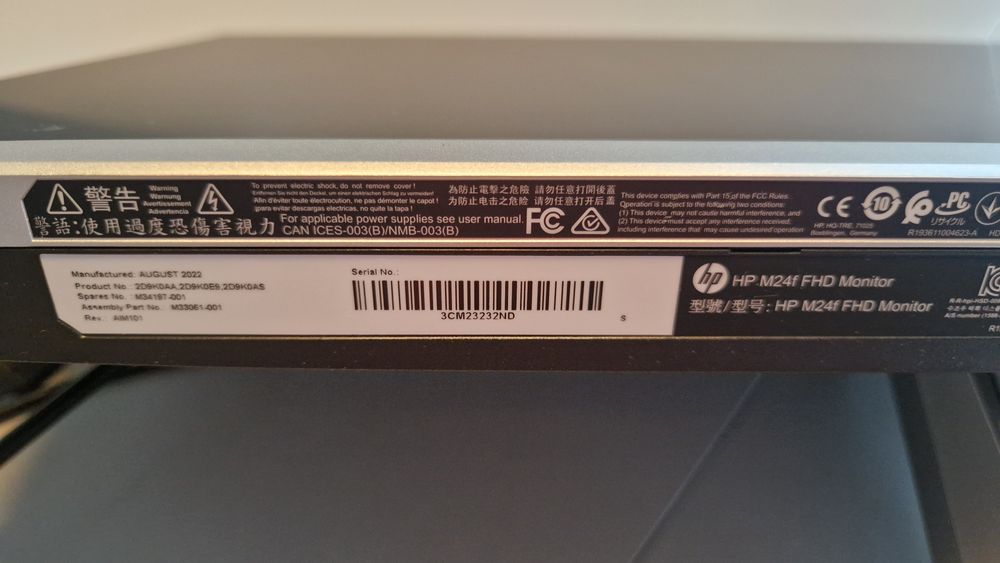 警告
Warning
Warnung
Avertissement
Advertencia
警語:使用過度恐傷害視力
To prevent electric shock, do not remove cover !
Entfernen Sie nicht den Deckel, um einen elektrischen Schlag zu vermeiden!
Afin d'éviter toute électrocution, ne pas démonter le capot !
¡para evitar descargas electricas, no quite la tapa !
For applicable power supplies see user manual.
CAN ICES-003(B)/NMB-003(B)
為防止電擊之危險 請勿任意打開後蓋
为防止电击之危险 请勿任意打开后盖
FC
This device complies with Part 15 of the FCC Rules.
Operation is subject to the following two conditions:
(1) This device may not cause harmful interference, and
(2) This device must accept any interference received,
including interference that may cause undesired operation
CE
HP, HQ-TRE, 71025
Boeblingen, Germany
10
PC
リサイクル
R193611004623-A
HD
Manufactured: AUGUST 2022
Product No.: 2D9K0AA,2D9K0E9,2D9K0AS
Spares No.: M34197-001
Assembly/Part No.: M33061-001
Rev.: AIM101
Serial No.:
3CM23232ND
S
hp HP M24f FHD Monitor
型號/型号: HP M24f FHD Monitor